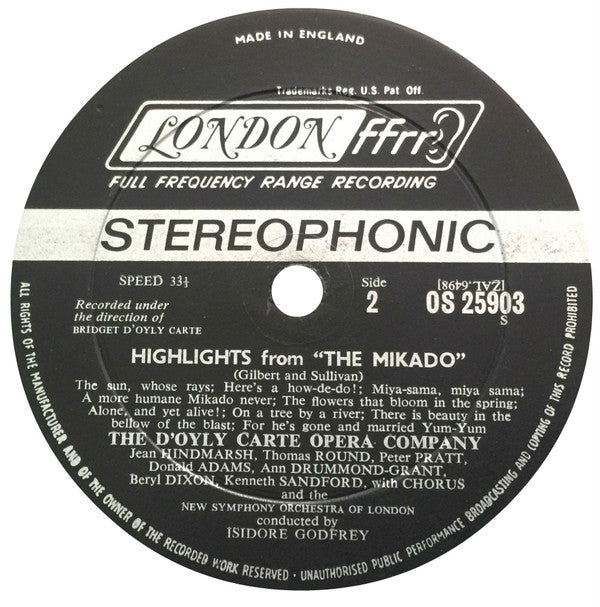 MADE IN ENGLAND
Trademarks Reg. U.S. Pat Off.
LONDON ffrr
FULL FREQUENCY RANGE RECORDING
STEREOPHONIC
SPEED 33⅓
Side
2
[ZAL.6498]
OS 25903
S
Recorded under
the direction of
BRIDGET D'OYLY CARTE
HIGHLIGHTS from "THE MIKADO"
(Gilbert and Sullivan)
The sun, whose rays; Here's a how-de-do!; Miya-sama, miya sama;
A more humane Mikado never; The flowers that bloom in the spring;
Alone, and yet alive!; On a tree by a river; There is beauty in the
bellow of the blast; For he's gone and married Yum-Yum
THE D'OYLY CARTE OPERA COMPANY
Jean HINDMARSH, Thomas ROUND, Peter PRATT,
Donald ADAMS, Ann DRUMMOND-GRANT,
Beryl DIXON, Kenneth SANDFORD, with CHORUS
and the
NEW SYMPHONY ORCHESTRA OF LONDON
conducted by
ISIDORE GODFREY
ALL RIGHTS OF THE MANUFACTURER AND OF THE OWNER OF THE RECORDED WORK RESERVED · UNAUTHORISED PUBLIC PERFORMANCE BROADCASTING AND COPYING OF THIS RECORD PROHIBITED